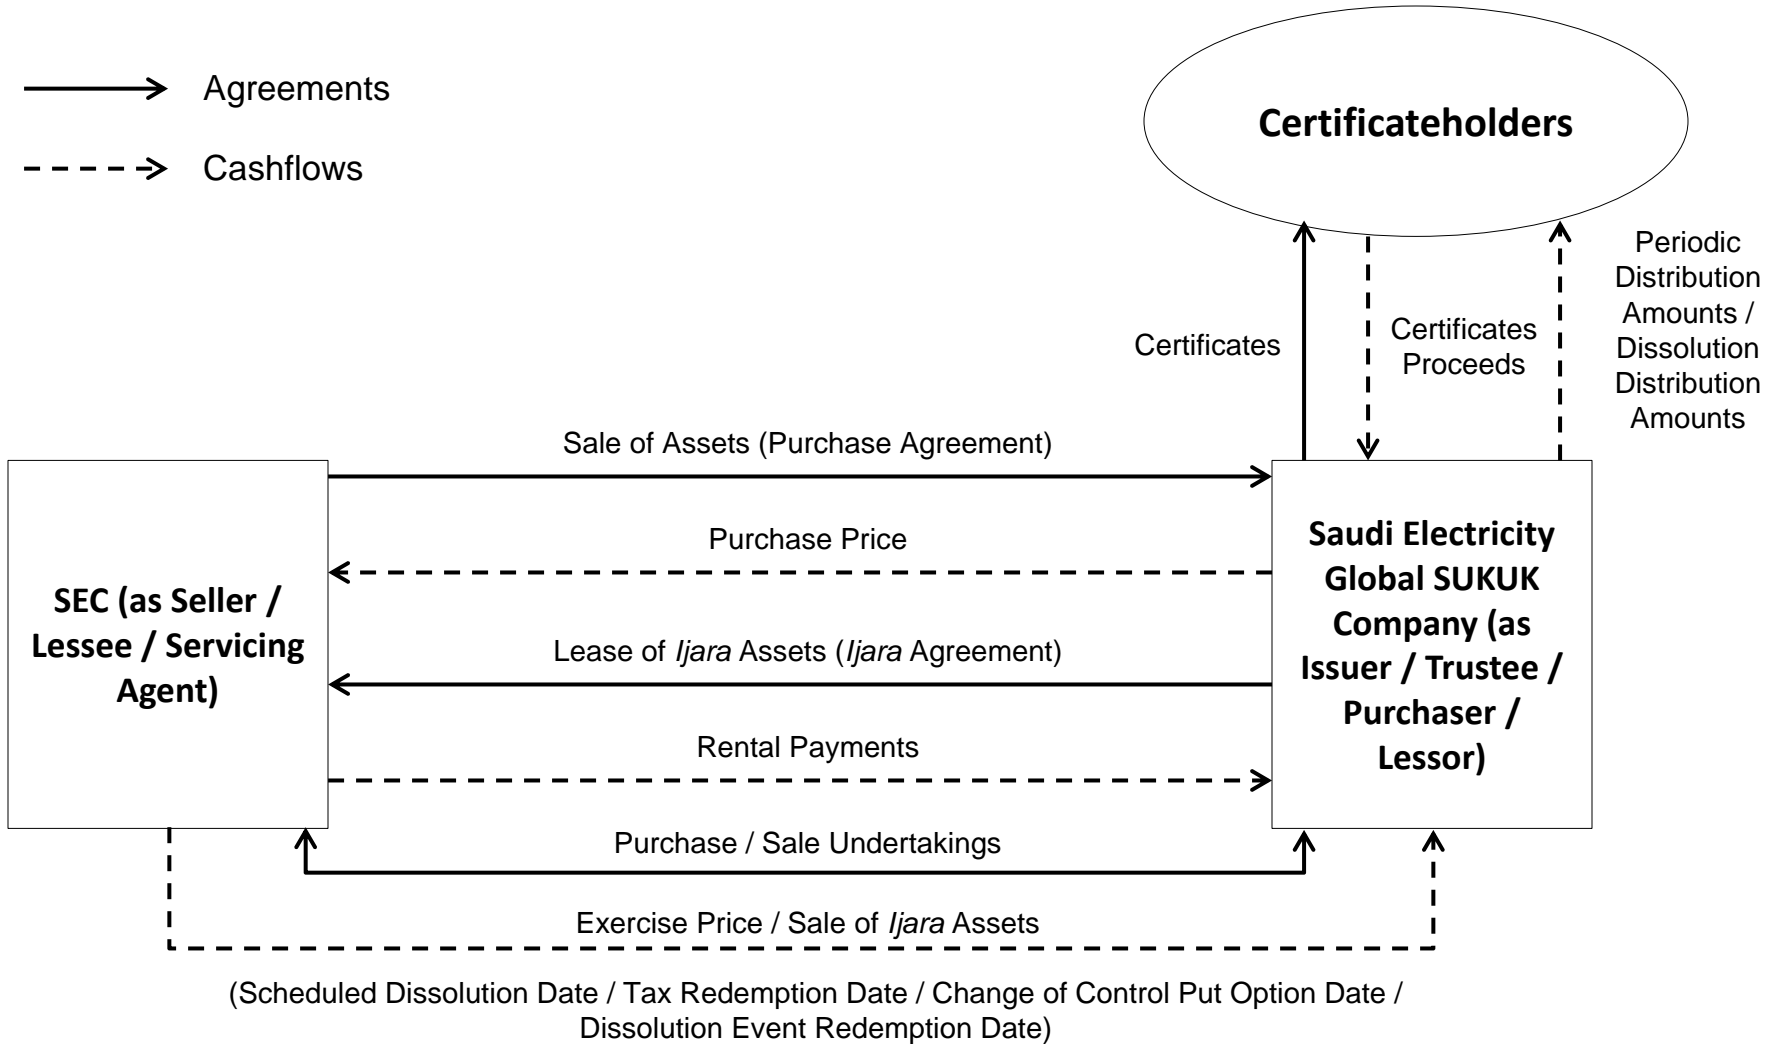 Agreements
Cashflows
Certificateholders
Periodic
Distribution
Amounts /
Dissolution
Distribution
Amounts
Certificates
Certificates
Proceeds
Sale of Assets (Purchase Agreement)
Purchase Price
Lease of Ijara Assets (Ijara Agreement)
Rental Payments
SEC (as Seller /
Lessee / Servicing
Agent)
Saudi Electricity
Global SUKUK
Company (as
Issuer / Trustee /
Purchaser /
Lessor)
Purchase / Sale Undertakings
Exercise Price / Sale of Ijara Assets
(Scheduled Dissolution Date / Tax Redemption Date / Change of Control Put Option Date /
Dissolution Event Redemption Date)